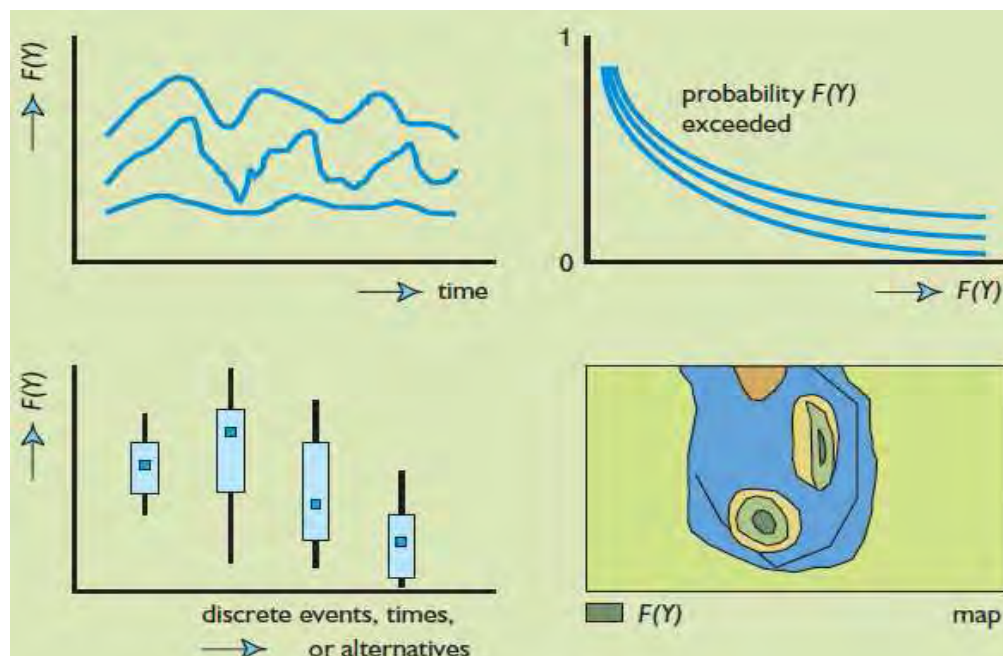 F(Y)
time
1
probability F(Y)
exceeded
0
F(Y)
F(Y)
discrete events, times,
or alternatives
F(Y)
map